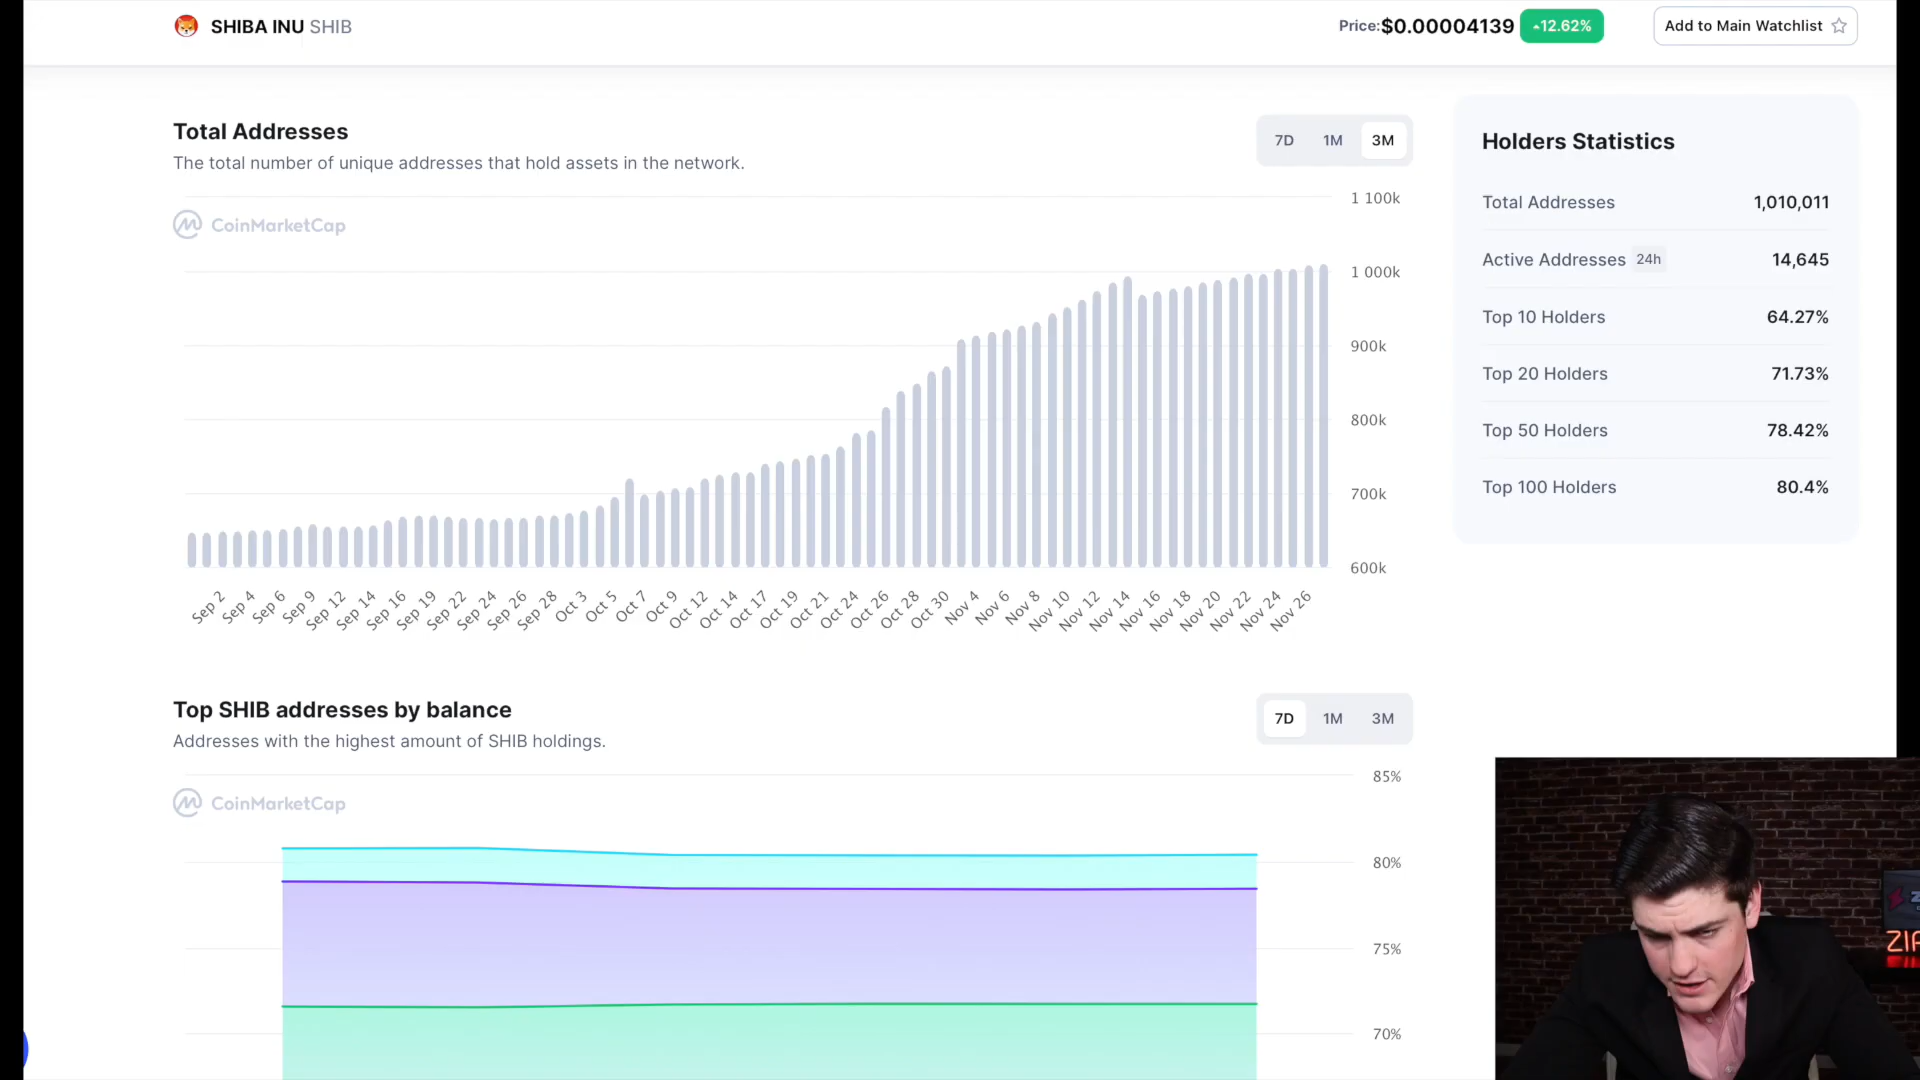 SHIBA INU SHIB
Price:$0.00004139
12.62%
Add to Main Watchlist
Total Addresses
The total number of unique addresses that hold assets in the network.
7D 1M 3M
CoinMarketCap
1 100k
1 000k
900k
800k
700k
600k
Sep 2 Sep 4 Sep 6 Sep 9 Sep 12 Sep 14 Sep 16 Sep 19 Sep 22 Sep 24 Sep 26 Sep 28 Oct 3 Oct 5 Oct 7 Oct 9 Oct 12 Oct 14 Oct 17 Oct 19 Oct 21 Oct 24 Oct 26 Oct 28 Oct 30 Nov 4 Nov 6 Nov 8 Nov 10 Nov 12 Nov 14 Nov 16 Nov 18 Nov 20 Nov 22 Nov 24 Nov 26
Holders Statistics
Total Addresses 1,010,011
Active Addresses 24h 14,645
Top 10 Holders 64.27%
Top 20 Holders 71.73%
Top 50 Holders 78.42%
Top 100 Holders 80.4%
Top SHIB addresses by balance
Addresses with the highest amount of SHIB holdings.
7D 1M 3M
CoinMarketCap
85%
80%
75%
70%